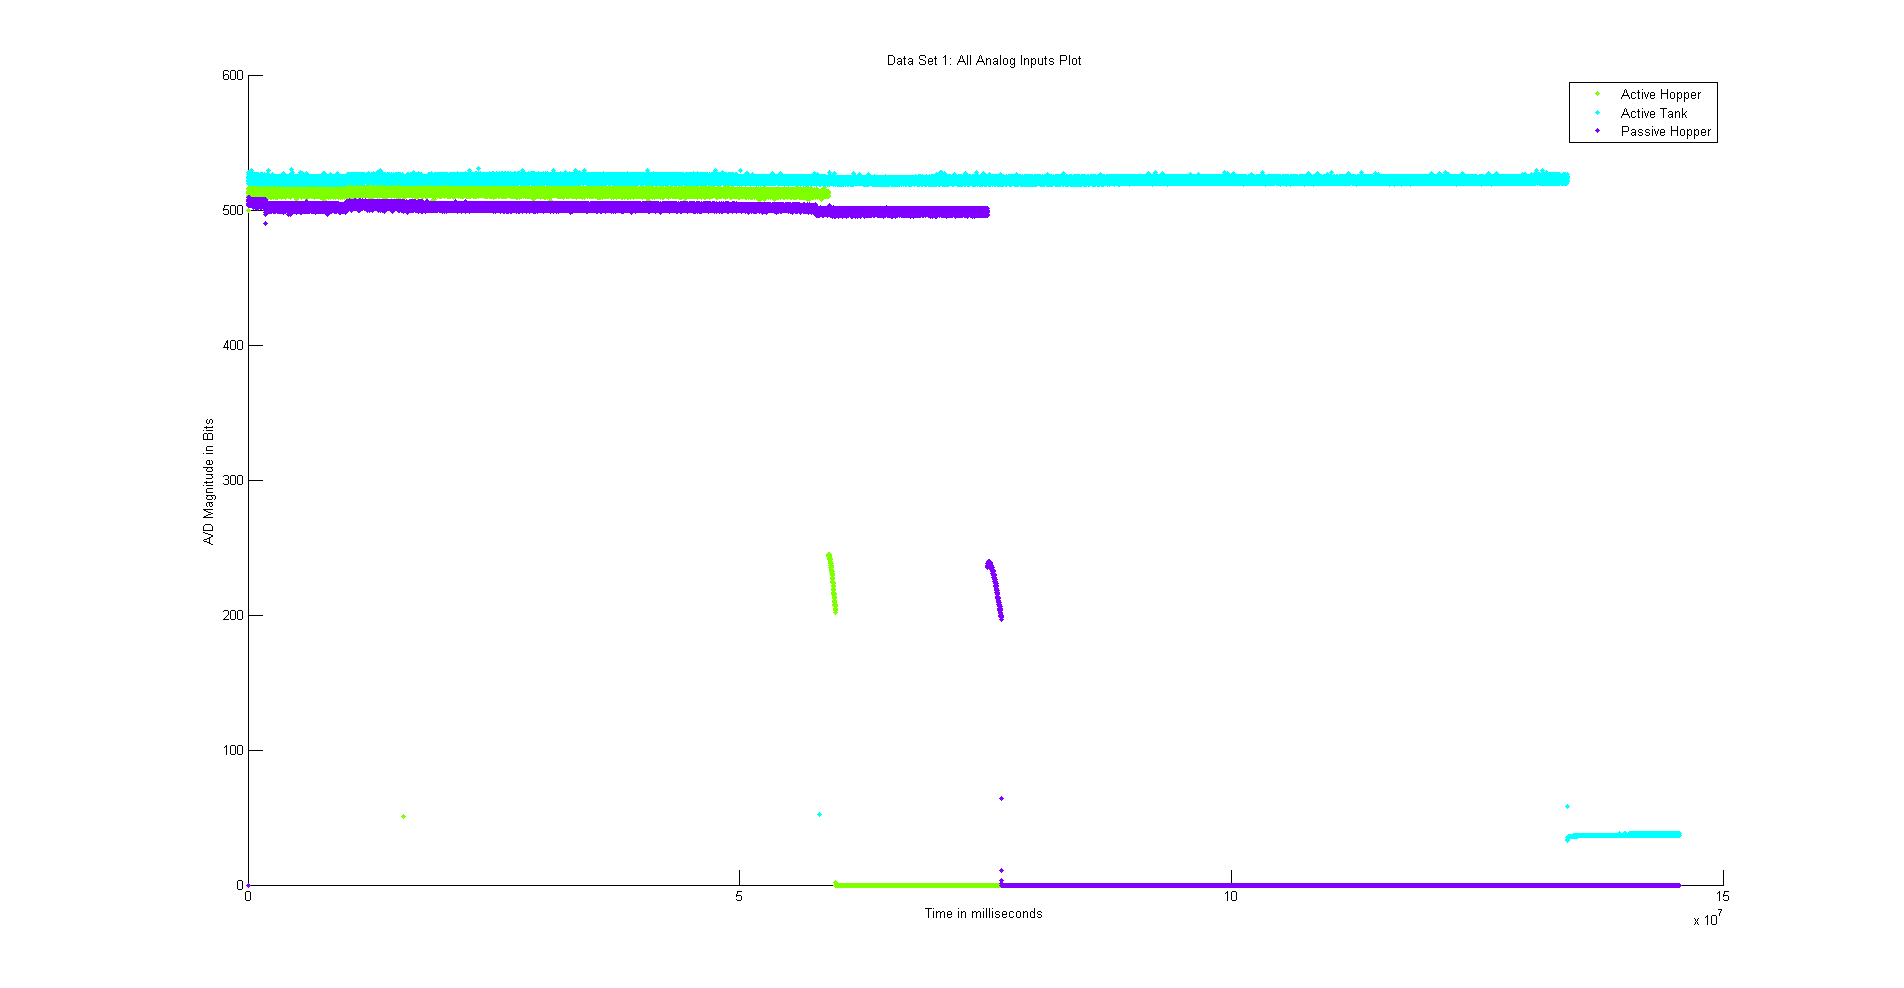 Data Set 1: All Analog Inputs Plot
600
Active Hopper
Active Tank
Passive Hopper
500
400
A/D Magnitude in Bits
300
200
100
0
0 5 10 15
Time in milliseconds
x 10^7